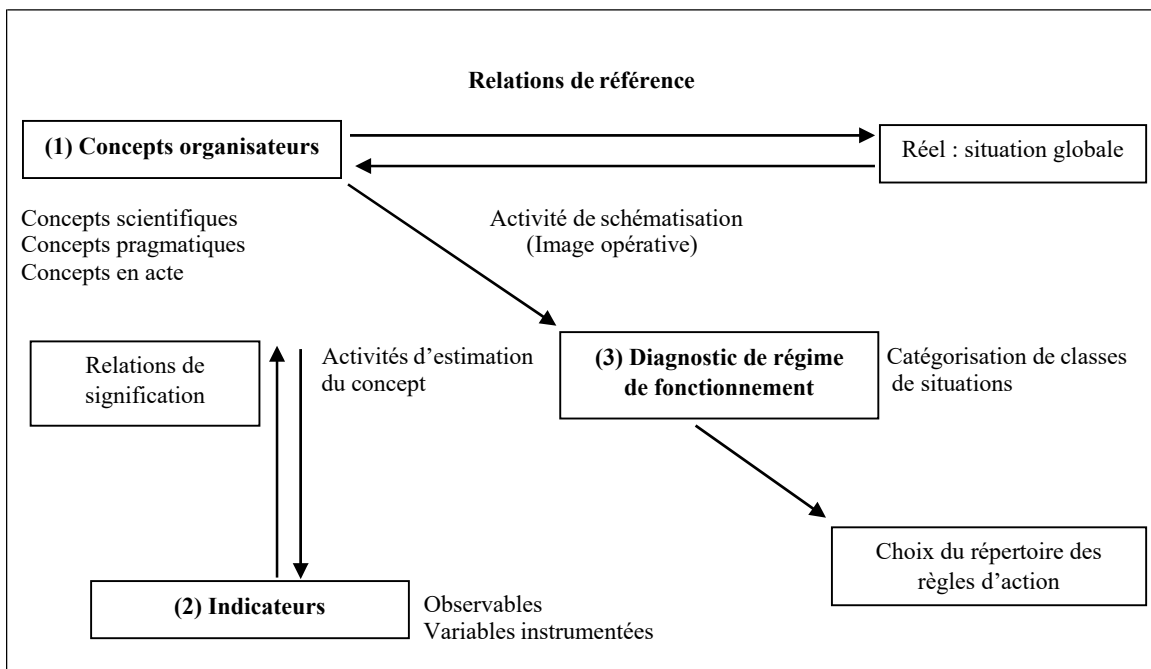 Relations de référence
(1) Concepts organisateurs
Réel : situation globale
Concepts scientifiques
Concepts pragmatiques
Concepts en acte
Activité de schématisation
(Image opérative)
Relations de
signification
Activités d’estimation
du concept
(3) Diagnostic de régime
de fonctionnement
Catégorisation de classes
de situations
Choix du répertoire des
règles d’action
(2) Indicateurs
Observables
Variables instrumentées